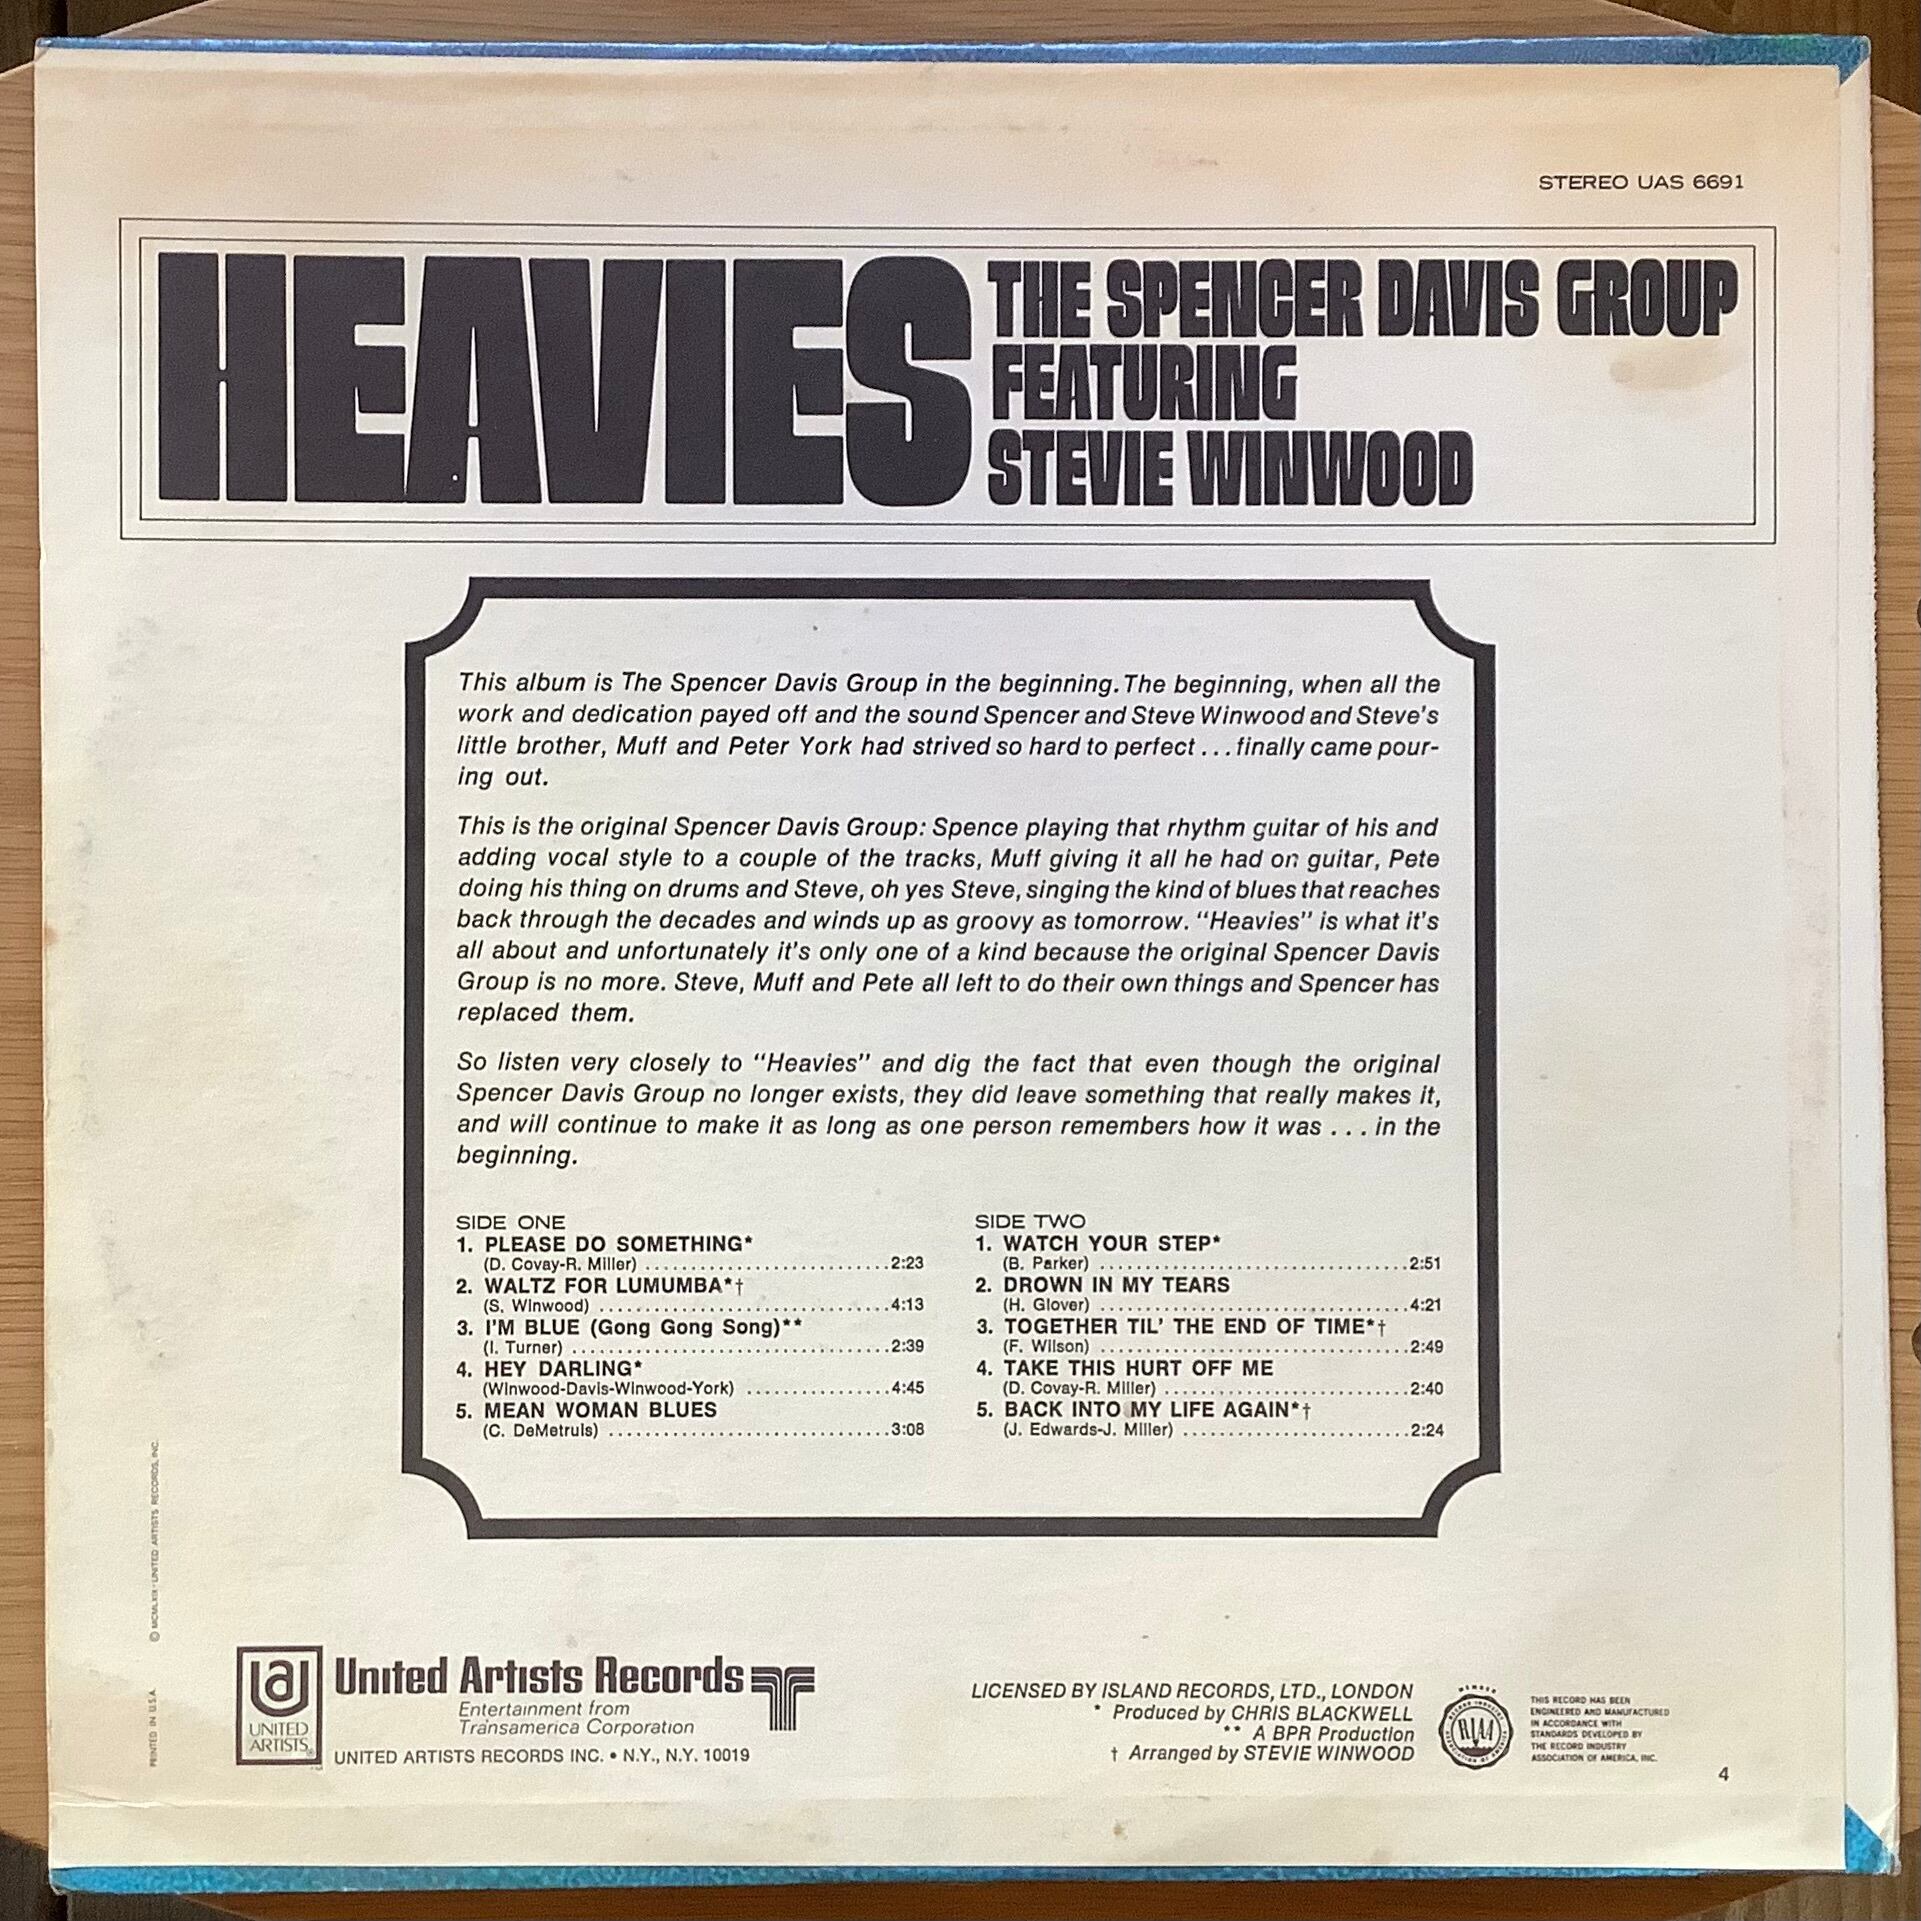 STEREO UAS 6691
HEAVIES
THE SPENCER DAVIS GROUP
FEATURING
STEVIE WINWOOD
This album is The Spencer Davis Group in the beginning. The beginning, when all the
work and dedication payed off and the sound Spencer and Steve Winwood and Steve's
little brother, Muff and Peter York had strived so hard to perfect . . . finally came pour-
ing out.
This is the original Spencer Davis Group: Spence playing that rhythm guitar of his and
adding vocal style to a couple of the tracks, Muff giving it all he had on guitar, Pete
doing his thing on drums and Steve, oh yes Steve, singing the kind of blues that reaches
back through the decades and winds up as groovy as tomorrow. "Heavies" is what it's
all about and unfortunately it's only one of a kind because the original Spencer Davis
Group is no more. Steve, Muff and Pete all left to do their own things and Spencer has
replaced them.
So listen very closely to "Heavies" and dig the fact that even though the original
Spencer Davis Group no longer exists, they did leave something that really makes it,
and will continue to make it as long as one person remembers how it was . . . in the
beginning.
SIDE ONE
1. PLEASE DO SOMETHING*
(D. Covay-R. Miller) ............................2:23
2. WALTZ FOR LUMUMBA*†
(S. Winwood) .................................4:13
3. I'M BLUE (Gong Gong Song)**
(I. Turner) ....................................2:39
4. HEY DARLING*
(Winwood-Davis-Winwood-York) ................4:45
5. MEAN WOMAN BLUES
(C. DeMetruis) ................................3:08
SIDE TWO
1. WATCH YOUR STEP*
(B. Parker) ...................................2:51
2. DROWN IN MY TEARS
(H. Glover) ...................................4:21
3. TOGETHER TIL' THE END OF TIME*†
(F. Wilson) ...................................2:49
4. TAKE THIS HURT OFF ME
(D. Covay-R. Miller) ............................2:40
5. BACK INTO MY LIFE AGAIN*†
(J. Edwards-J. Miller) ..........................2:24
PRINTED IN U.S.A. © MCMLXIX · UNITED ARTISTS RECORDS, INC.
ua
UNITED
ARTISTS®
United Artists Records
Entertainment from
Transamerica Corporation
UNITED ARTISTS RECORDS INC. • N.Y., N.Y. 10019
LICENSED BY ISLAND RECORDS, LTD., LONDON
* Produced by CHRIS BLACKWELL
** A BPR Production
† Arranged by STEVIE WINWOOD
MEMBER
RIAA
THIS RECORD HAS BEEN
ENGINEERED AND MANUFACTURED
IN ACCORDANCE WITH
STANDARDS DEVELOPED BY
THE RECORD INDUSTRY
ASSOCIATION OF AMERICA, INC.
4